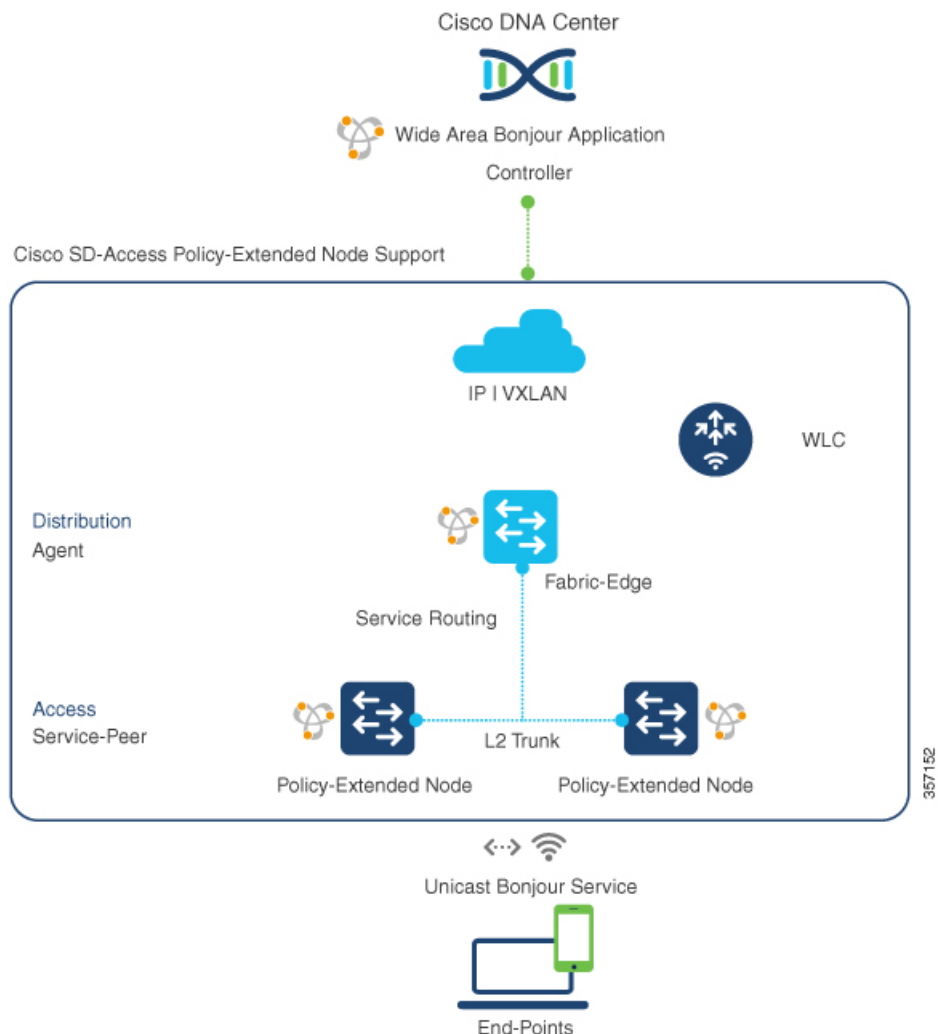 Cisco DNA Center
Wide Area Bonjour Application
Controller
Cisco SD-Access Policy-Extended Node Support
IP | VXLAN
WLC
Distribution
Agent
Fabric-Edge
Service Routing
Access
Service-Peer
L2 Trunk
Policy-Extended Node
Policy-Extended Node
357152
Unicast Bonjour Service
End-Points